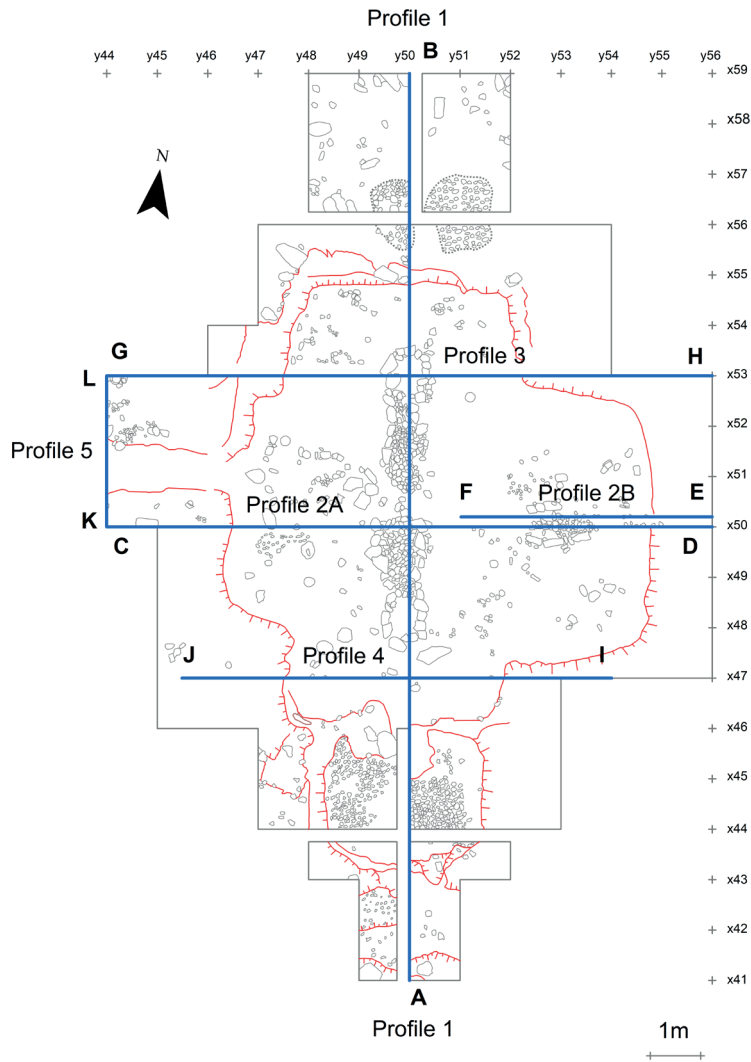 Profile 1
B
y44 y45 y46 y47 y48 y49 y50 y51 y52 y53 y54 y55 y56
x59
x58
N
x57
x56
x55
x54
G Profile 3 H
L x53
x52
Profile 5
x51
Profile 2A F Profile 2B E
K x50
C D
x49
x48
J Profile 4 I
x47
x46
x45
x44
x43
x42
x41
A
Profile 1
1m